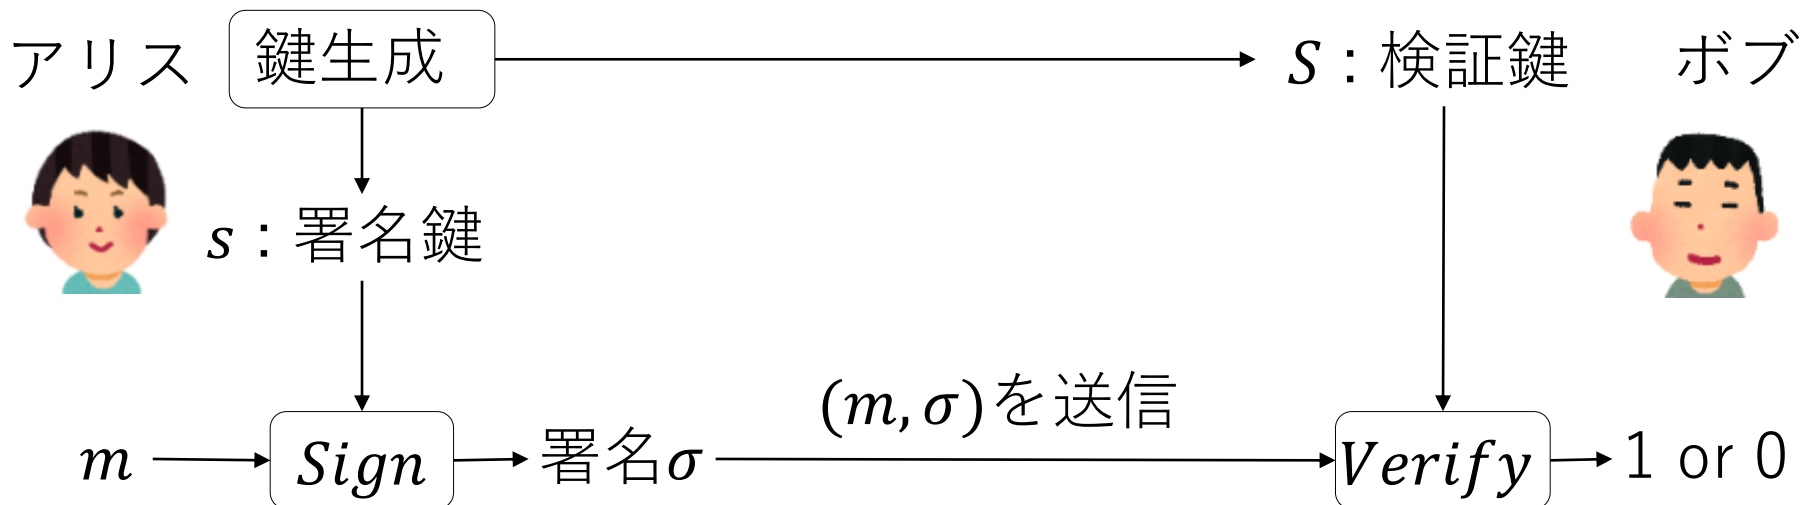 アリス
鍵生成
S：検証鍵
ボブ
s：署名鍵
(m, σ)を送信
m
Sign
署名σ
Verify
1 or 0